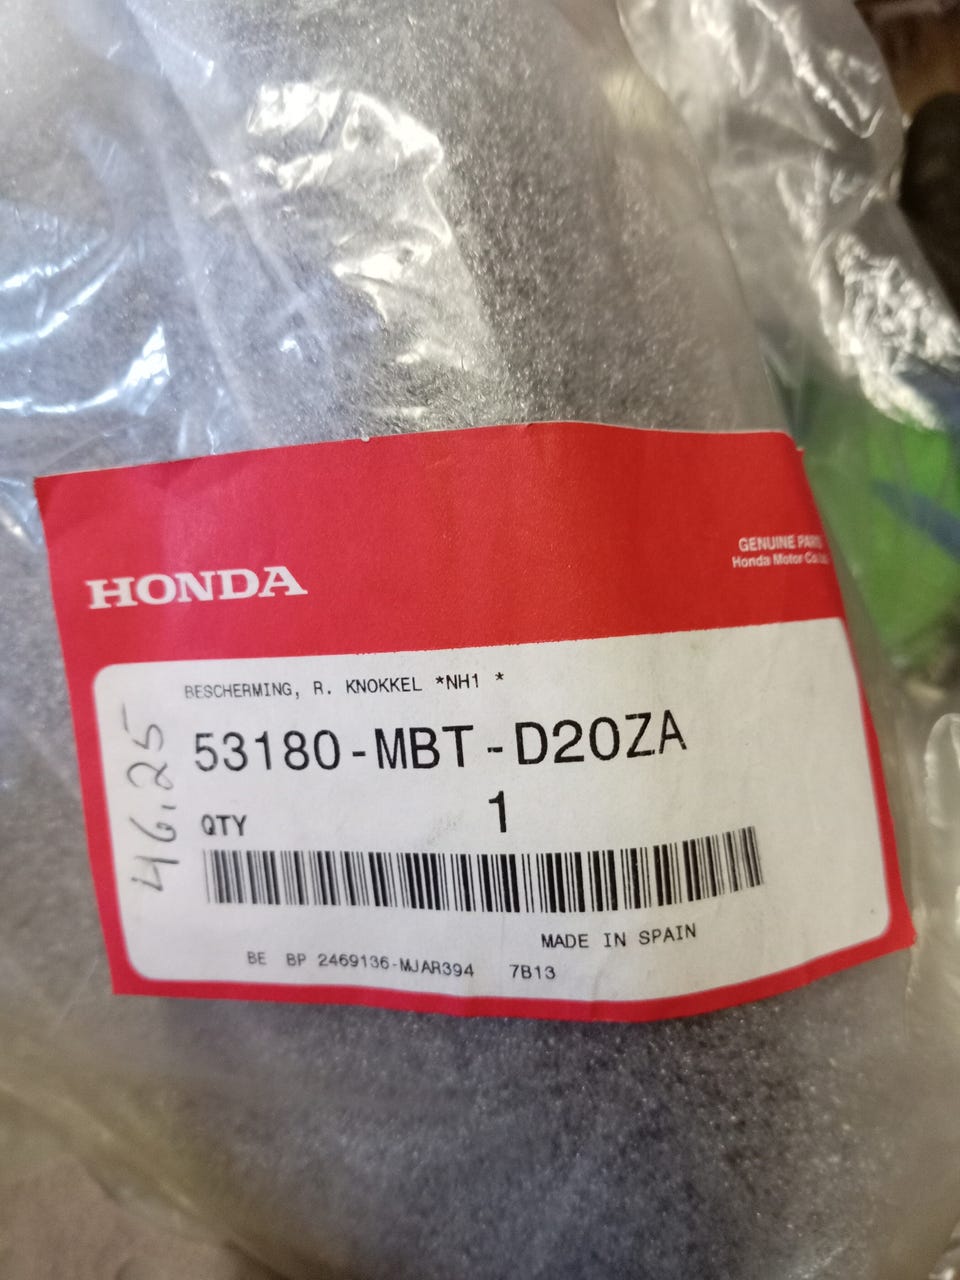 HONDA
GENUINE PARTS
Honda Motor Co.
BESCHERMING, R. KNOKKEL *NH1 *
53180-MBT-D20ZA
QTY 1
46.25
MADE IN SPAIN
BE BP 2469136-MJAR394 7B13